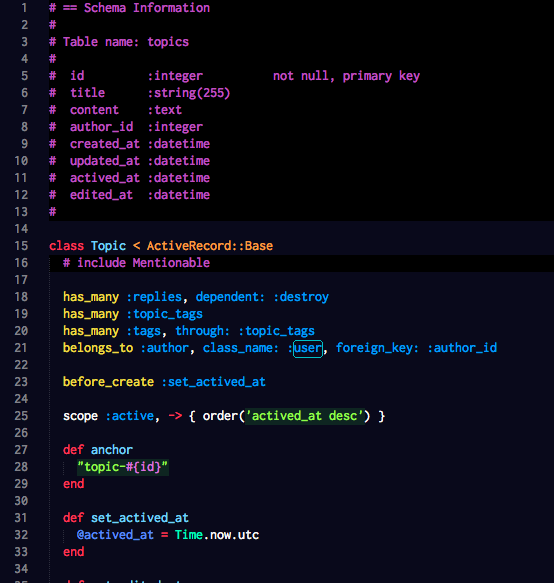 1 # == Schema Information
2 #
3 # Table name: topics
4 #
5 #  id         :integer          not null, primary key
6 #  title      :string(255)
7 #  content    :text
8 #  author_id  :integer
9 #  created_at :datetime
10 #  updated_at :datetime
11 #  actived_at :datetime
12 #  edited_at  :datetime
13 #
14
15 class Topic < ActiveRecord::Base
16   # include Mentionable
17
18   has_many :replies, dependent: :destroy
19   has_many :topic_tags
20   has_many :tags, through: :topic_tags
21   belongs_to :author, class_name: :user, foreign_key: :author_id
22
23   before_create :set_actived_at
24
25   scope :active, -> { order('actived_at desc') }
26
27   def anchor
28     "topic-#{id}"
29   end
30
31   def set_actived_at
32     @actived_at = Time.now.utc
33   end
34